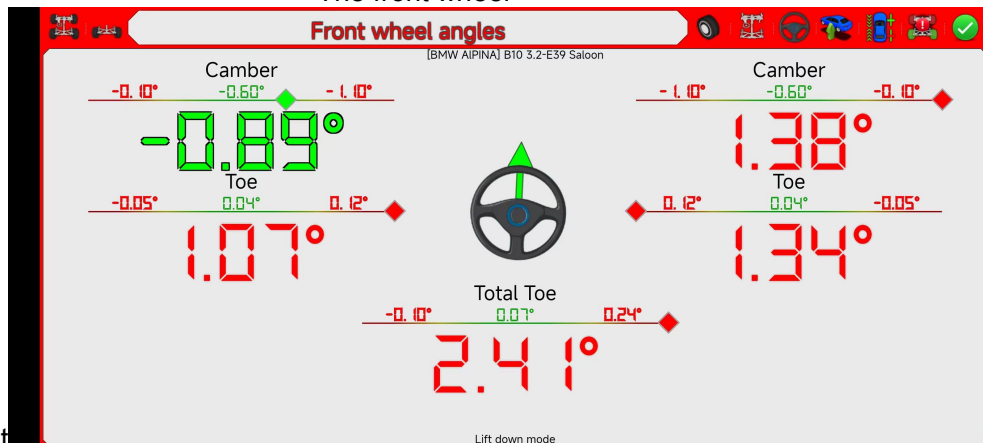 Front wheel angles
[BMW AlPINA] B10 3.2-E39 Saloon
Camber
-0.10° -0.60° -1.10°
-0.89°
Toe
-0.05° 0.04° 0.12°
1.07°
Camber
-1.10° -0.60° -0.10°
1.38°
Toe
0.12° 0.04° -0.05°
1.34°
Total Toe
-0.10° 0.07° 0.24°
2.41°
Lift down mode
t